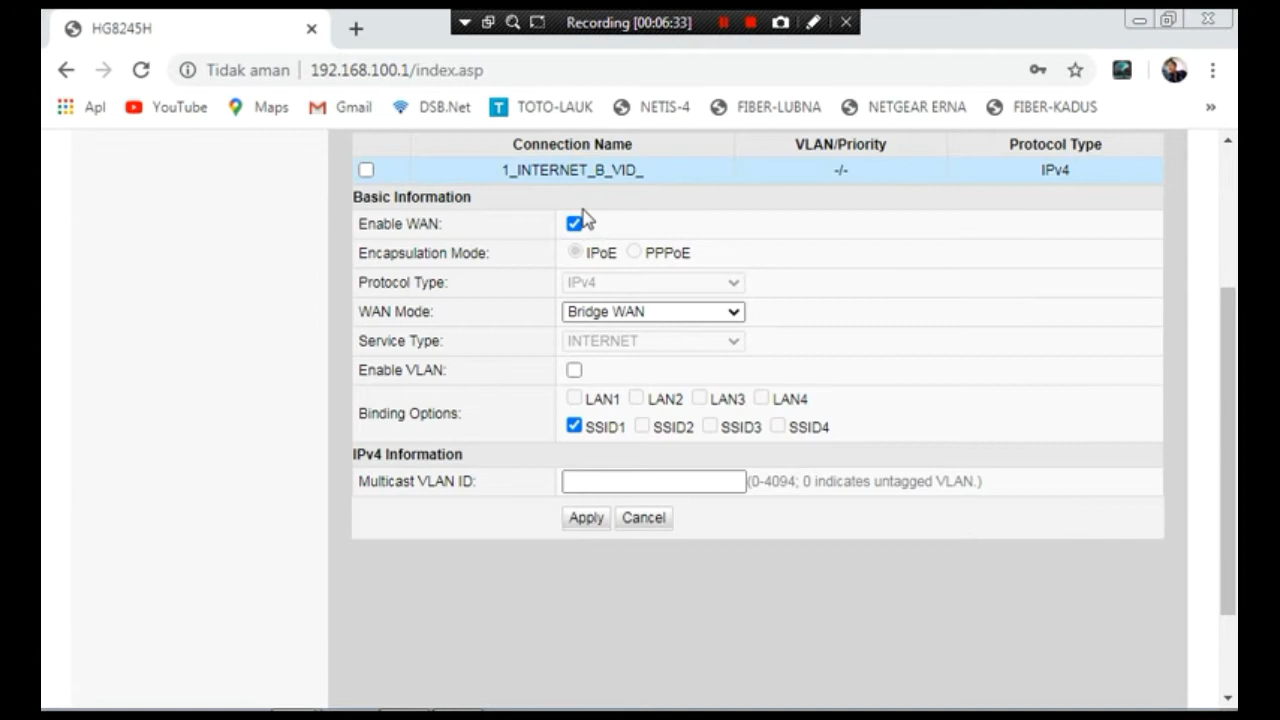 HG8245H
Recording [00:06:33]
Tidak aman 192.168.100.1/index.asp
Apl YouTube Maps Gmail DSB.Net T TOTO-LAUK NETIS-4 FIBER-LUBNA NETGEAR ERNA FIBER-KADUS »
Connection Name VLAN/Priority Protocol Type
1_INTERNET_B_VID_ -/- IPv4
Basic Information
Enable WAN:
Encapsulation Mode: IPoE PPPoE
Protocol Type: IPv4
WAN Mode: Bridge WAN
Service Type: INTERNET
Enable VLAN:
Binding Options: LAN1 LAN2 LAN3 LAN4
SSID1 SSID2 SSID3 SSID4
IPv4 Information
Multicast VLAN ID: (0-4094; 0 indicates untagged VLAN.)
Apply Cancel